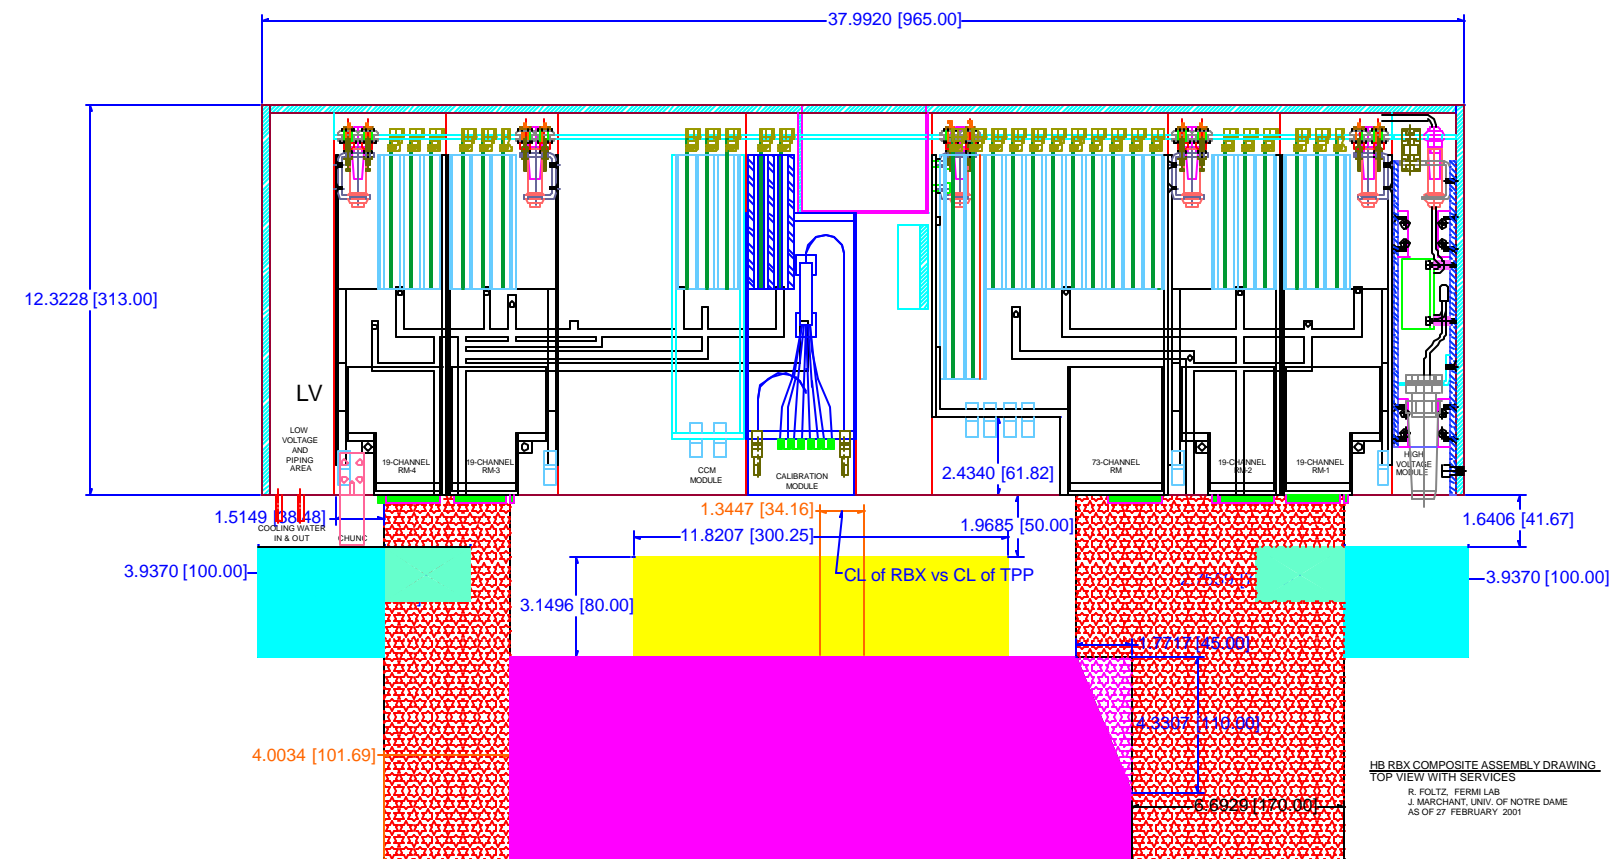 37.9920 [965.00]
12.3228 [313.00]
LV
LOW
VOLTAGE
AND
PIPING
AREA
19-CHANNEL
RM-4
19-CHANNEL
RM-3
CCM
MODULE
CALIBRATION
MODULE
2.4340 [61.82]
73-CHANNEL
RM
19-CHANNEL
RM-2
19-CHANNEL
RM-1
HIGH
VOLTAGE
MODULE
1.5149 [38.48]
COOLING WATER
IN & OUT
CHUNC
1.3447 [34.16]
1.9685 [50.00]
1.6406 [41.67]
11.8207 [300.25]
3.9370 [100.00]
CL of RBX vs CL of TPP
3.9370 [100.00]
3.1496 [80.00]
1.7717 [45.00]
4.3307 [110.00]
4.0034 [101.69]
6.6929 [170.00]
HB RBX COMPOSITE ASSEMBLY DRAWING
TOP VIEW WITH SERVICES
R. FOLTZ, FERMI LAB
J. MARCHANT, UNIV. OF NOTRE DAME
AS OF 27 FEBRUARY 2001